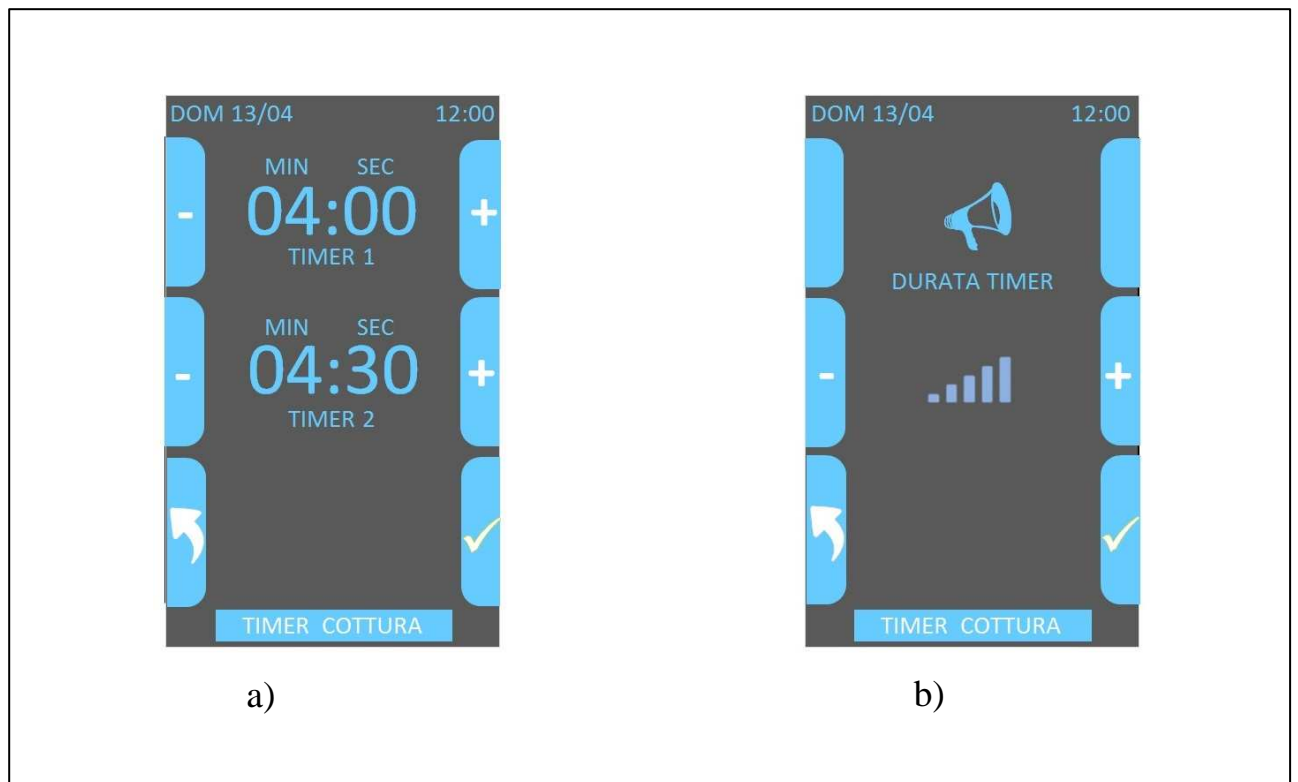 DOM 13/04 12:00
MIN SEC
- 04:00 +
TIMER 1
MIN SEC
- 04:30 +
TIMER 2
TIMER COTTURA
a)
DOM 13/04 12:00
DURATA TIMER
- +
TIMER COTTURA
b)